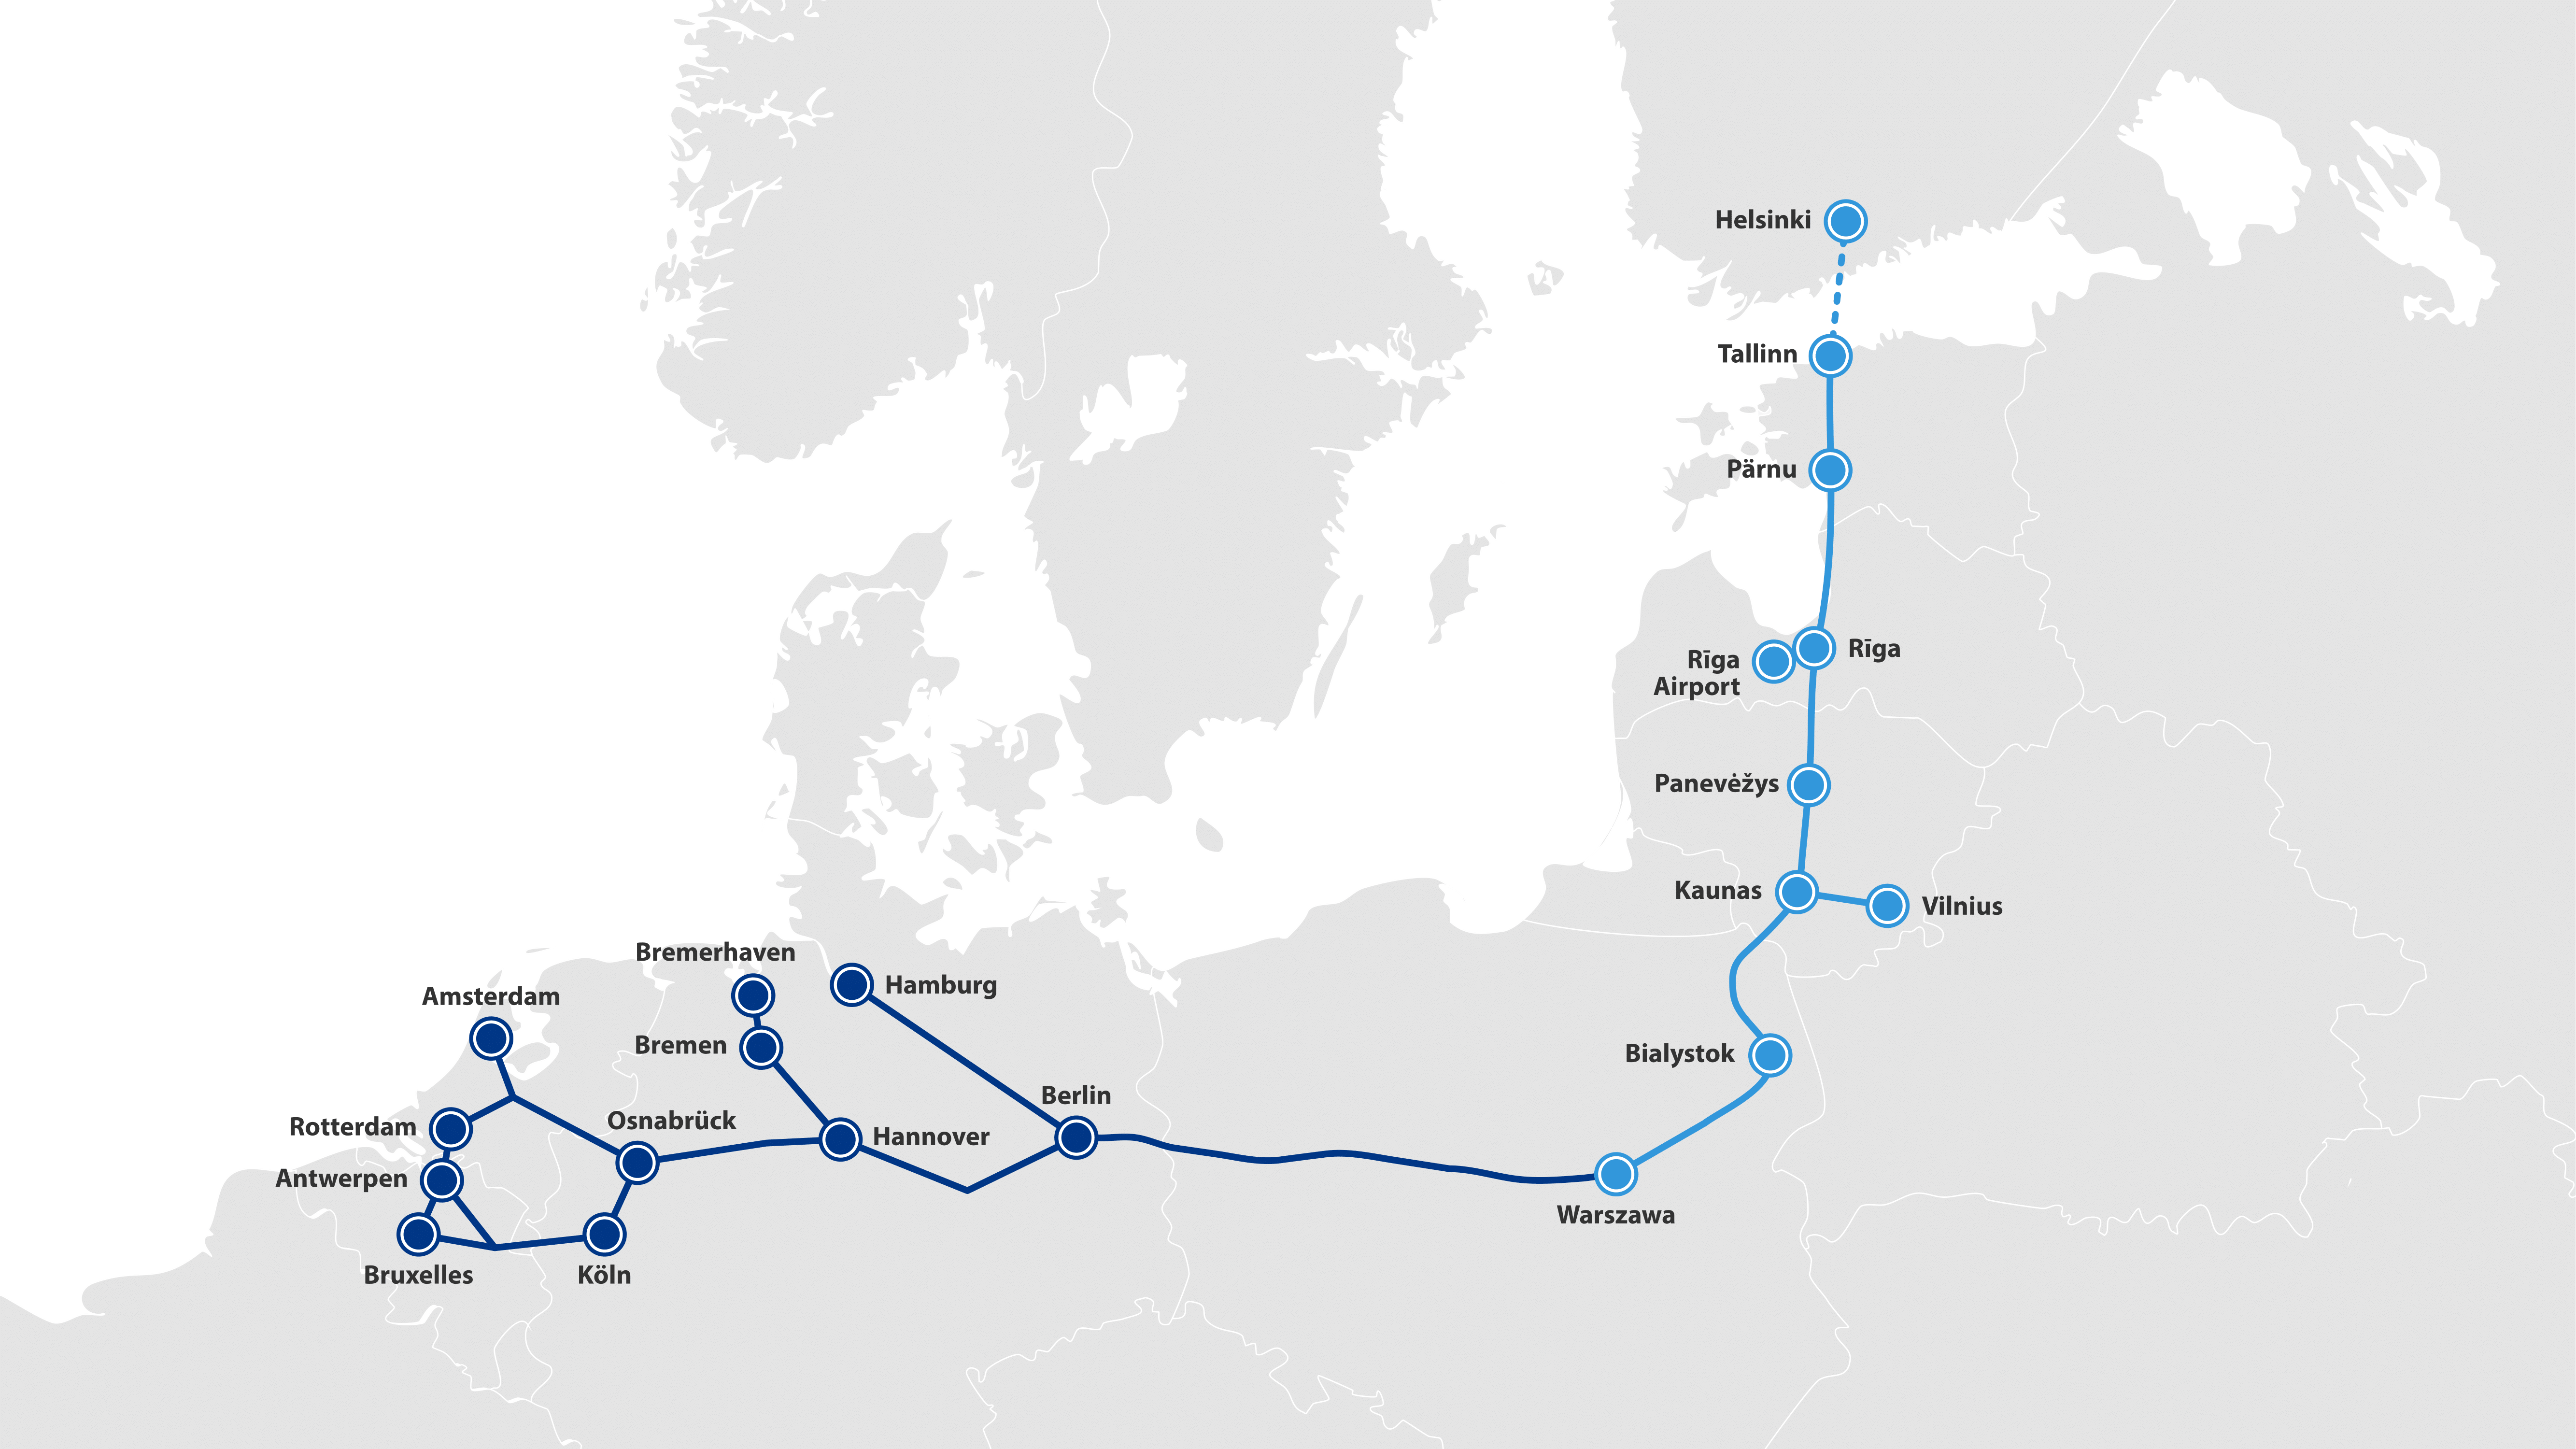 Helsinki
Tallinn
Pärnu
Rīga
Rīga
Airport
Panevėžys
Kaunas
Vilnius
Bremerhaven
Hamburg
Amsterdam
Bremen
Bialystok
Berlin
Rotterdam
Osnabrück
Hannover
Antwerpen
Warszawa
Bruxelles
Köln